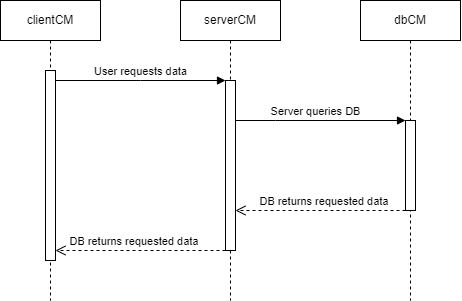 clientCM
serverCM
dbCM
User requests data
Server queries DB
DB returns requested data
DB returns requested data